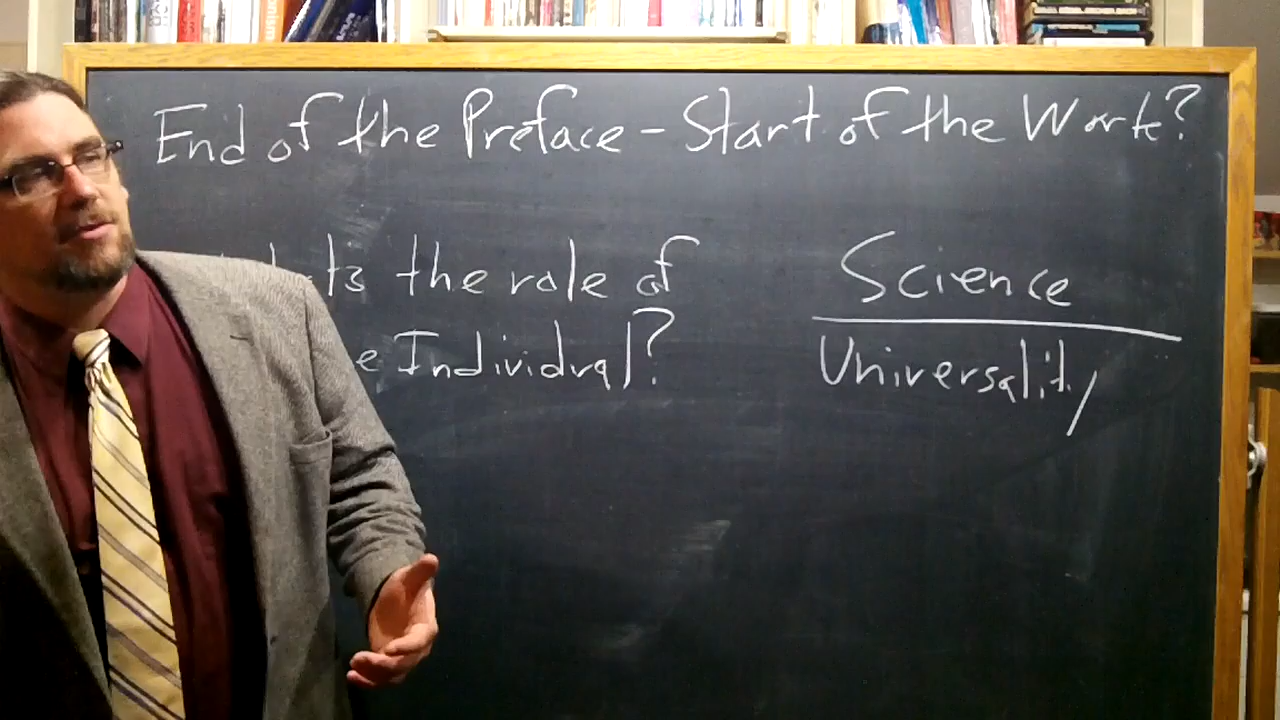 End of the Preface - Start of the Work?
the role of
Individual?
Science
Universality